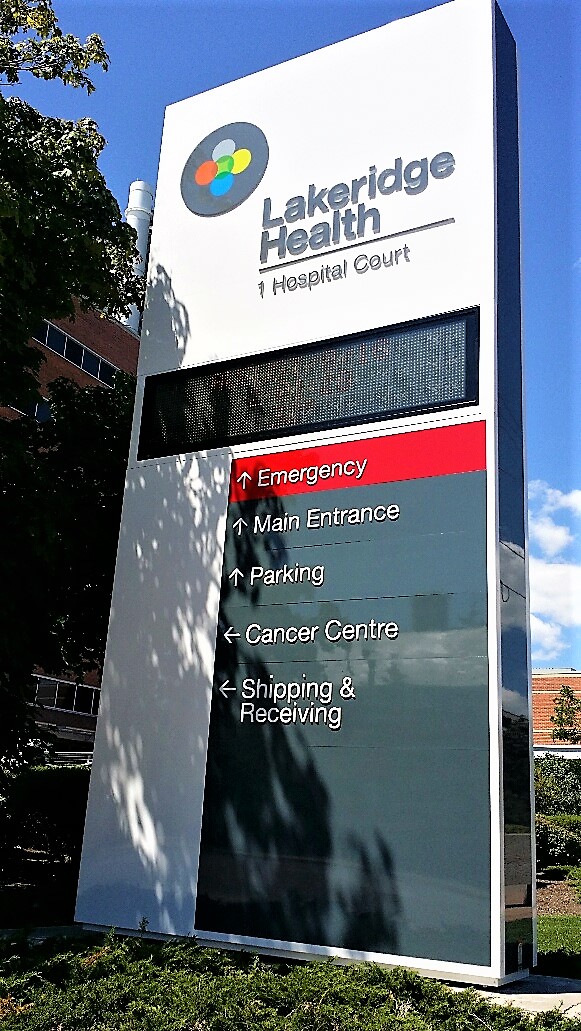 Lakeridge
Health
1 Hospital Court
↑ Emergency
↑ Main Entrance
↑ Parking
← Cancer Centre
← Shipping &
Receiving